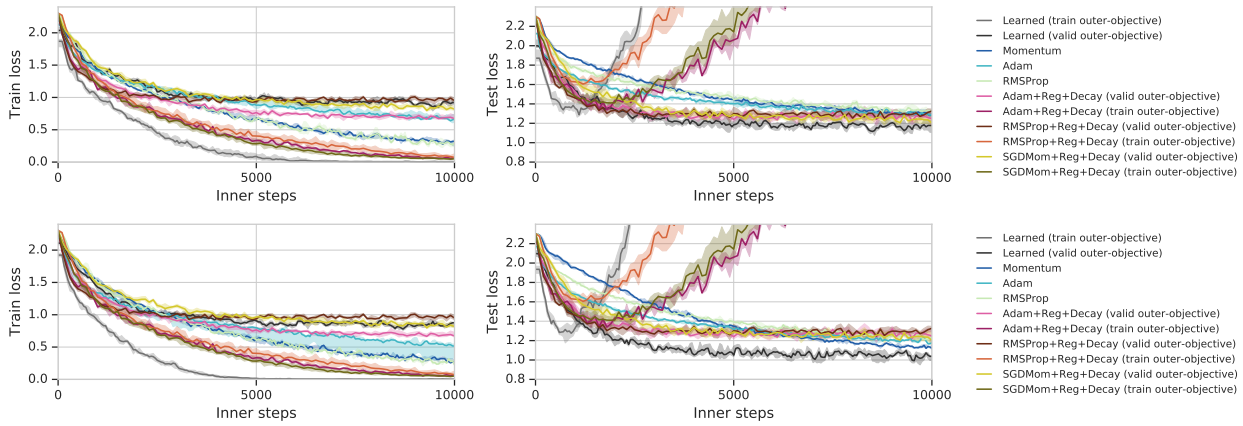 Train loss
2.0
1.5
1.0
0.5
0.0
0
5000
10000
Inner steps
Test loss
2.2
2.0
1.8
1.6
1.4
1.2
1.0
0.8
0
5000
10000
Inner steps
Learned (train outer-objective)
Learned (valid outer-objective)
Momentum
Adam
RMSProp
Adam+Reg+Decay (valid outer-objective)
Adam+Reg+Decay (train outer-objective)
RMSProp+Reg+Decay (valid outer-objective)
RMSProp+Reg+Decay (train outer-objective)
SGDMom+Reg+Decay (valid outer-objective)
SGDMom+Reg+Decay (train outer-objective)
Train loss
2.0
1.5
1.0
0.5
0.0
0
5000
10000
Inner steps
Test loss
2.2
2.0
1.8
1.6
1.4
1.2
1.0
0.8
0
5000
10000
Inner steps
Learned (train outer-objective)
Learned (valid outer-objective)
Momentum
Adam
RMSProp
Adam+Reg+Decay (valid outer-objective)
Adam+Reg+Decay (train outer-objective)
RMSProp+Reg+Decay (valid outer-objective)
RMSProp+Reg+Decay (train outer-objective)
SGDMom+Reg+Decay (valid outer-objective)
SGDMom+Reg+Decay (train outer-objective)